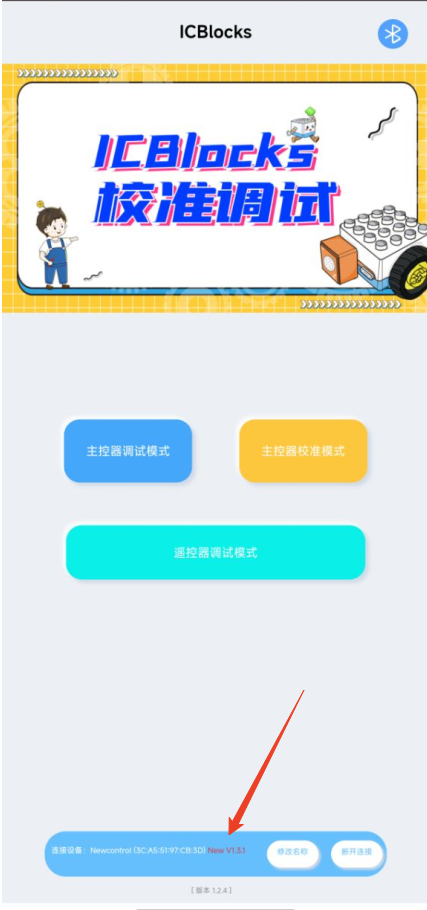 ICBlocks
ICBlocks
校准调试
主控器调试模式
主控器校准模式
遥控器调试模式
连接设备：Newcontrol (3C:A5:51:97:CB:3D) New V1.3.1
修改名称
断开连接
[ 版本 1.2.4 ]